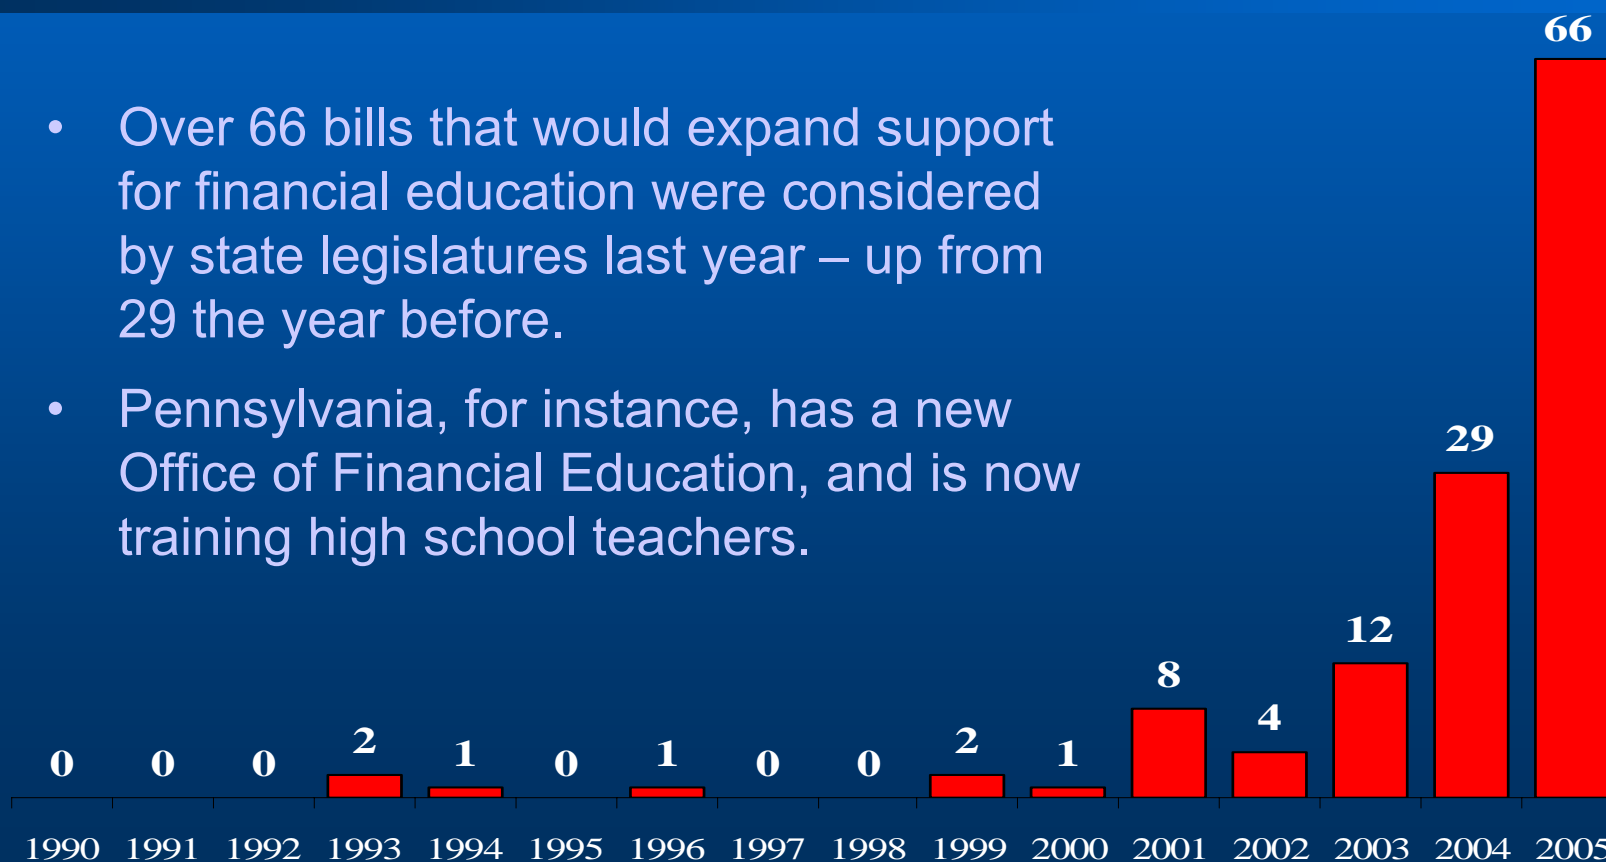 66
• Over 66 bills that would expand support
for financial education were considered
by state legislatures last year – up from
29 the year before.
• Pennsylvania, for instance, has a new
Office of Financial Education, and is now
training high school teachers.
29
12
8
4
2
1
0
0
0
2
1
0
1
0
0
1990 1991 1992 1993 1994 1995 1996 1997 1998 1999 2000 2001 2002 2003 2004 2005